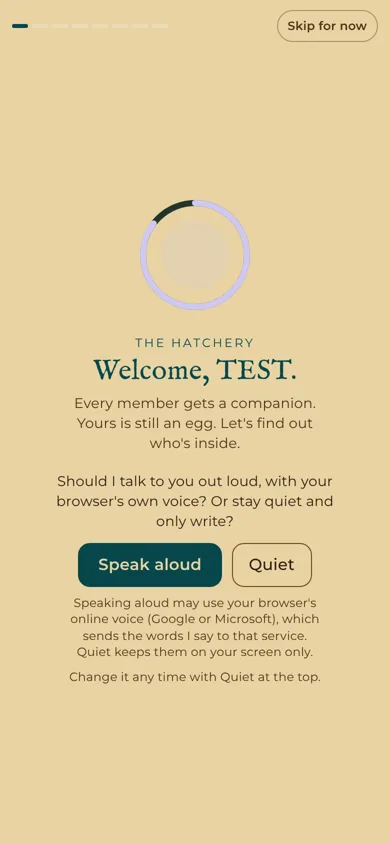 Skip for now
THE HATCHERY
Welcome, TEST.
Every member gets a companion.
Yours is still an egg. Let's find out
who's inside.
Should I talk to you out loud, with your
browser's own voice? Or stay quiet and
only write?
Speak aloud
Quiet
Speaking aloud may use your browser's
online voice (Google or Microsoft), which
sends the words I say to that service.
Quiet keeps them on your screen only.
Change it any time with Quiet at the top.